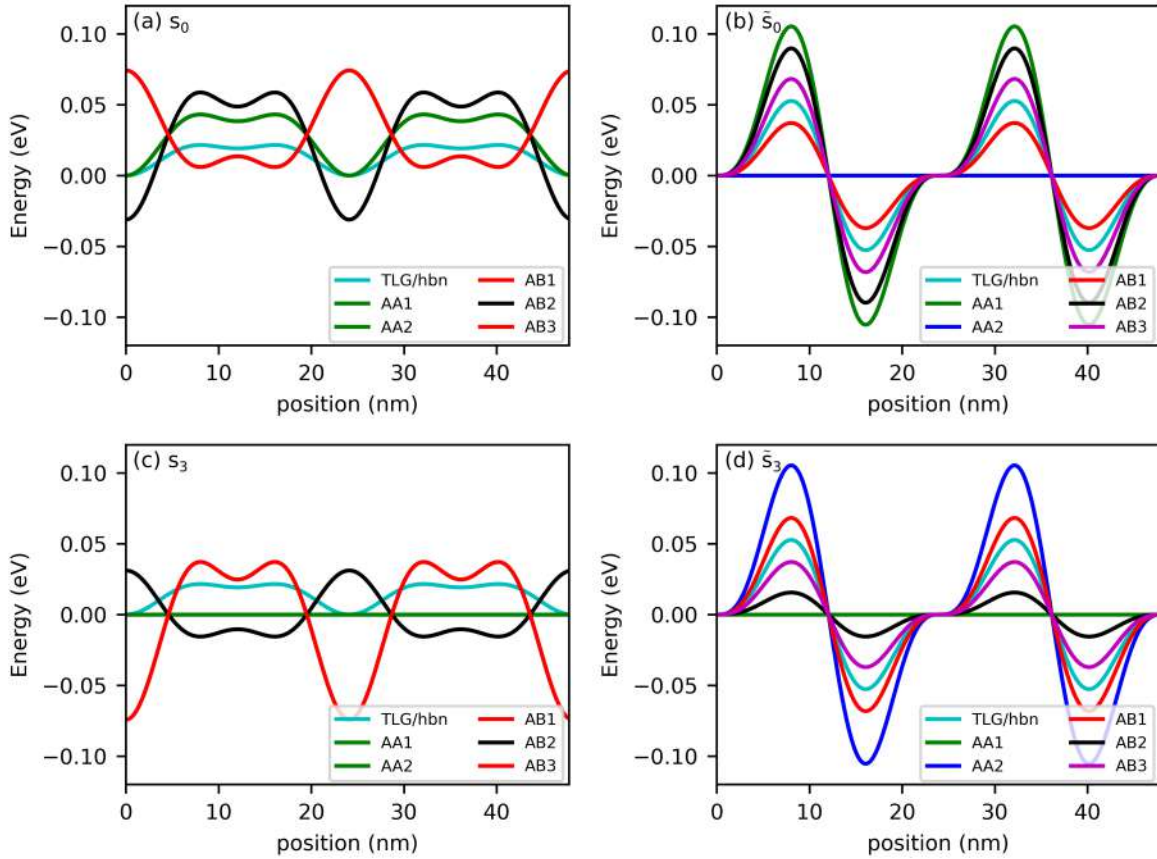 (a) s0
0.10
0.05
0.00
−0.05
−0.10
Energy (eV)
TLG/hbn
AA1
AA2
AB1
AB2
AB3
0 10 20 30 40
position (nm)
(b) s̃0
0.10
0.05
0.00
−0.05
−0.10
Energy (eV)
TLG/hbn
AA1
AA2
AB1
AB2
AB3
0 10 20 30 40
position (nm)
(c) s3
0.10
0.05
0.00
−0.05
−0.10
Energy (eV)
TLG/hbn
AA1
AA2
AB1
AB2
AB3
0 10 20 30 40
position (nm)
(d) s̃3
0.10
0.05
0.00
−0.05
−0.10
Energy (eV)
TLG/hbn
AA1
AA2
AB1
AB2
AB3
0 10 20 30 40
position (nm)